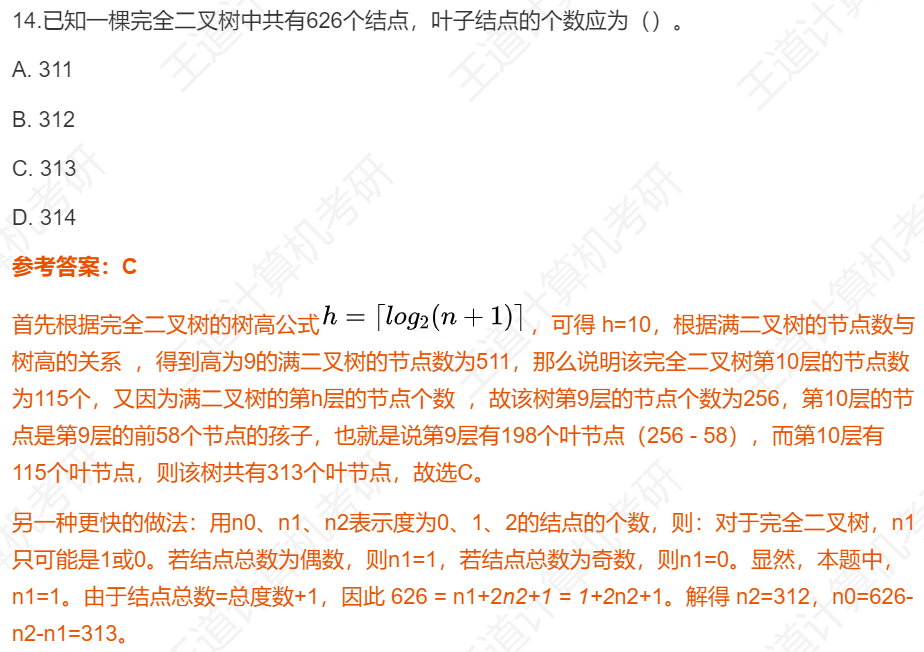 14.已知一棵完全二叉树中共有626个结点，叶子结点的个数应为（）。
A. 311
B. 312
C. 313
D. 314
参考答案：C
首先根据完全二叉树的树高公式h = ⌈log₂(n + 1)⌉，可得 h=10，根据满二叉树的节点数与
树高的关系 ，得到高为9的满二叉树的节点数为511，那么说明该完全二叉树第10层的节点数
为115个，又因为满二叉树的第h层的节点个数 ，故该树第9层的节点个数为256，第10层的节
点是第9层的前58个节点的孩子，也就是说第9层有198个叶节点（256 - 58），而第10层有
115个叶节点，则该树共有313个叶节点，故选C。
另一种更快的做法：用n0、n1、n2表示度为0、1、2的结点的个数，则：对于完全二叉树，n1
只可能是1或0。若结点总数为偶数，则n1=1，若结点总数为奇数，则n1=0。显然，本题中，
n1=1。由于结点总数=总度数+1，因此 626 = n1+2n2+1 = 1+2n2+1。解得 n2=312，n0=626-
n2-n1=313。
王道计算机考研